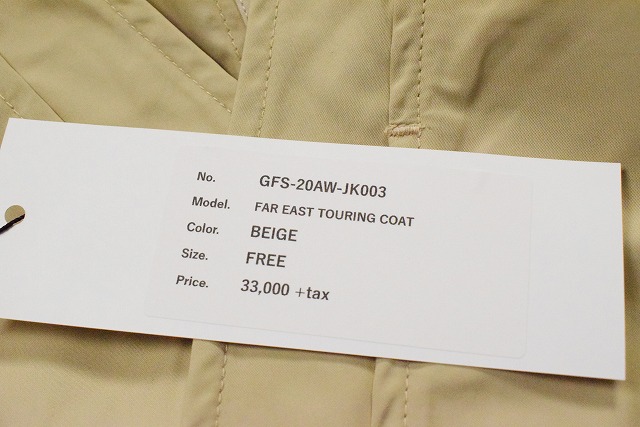 No. GFS-20AW-JK003
Model. FAR EAST TOURING COAT
Color. BEIGE
Size. FREE
Price. 33,000 +tax